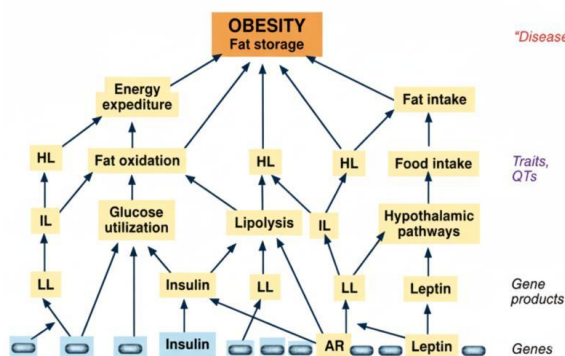 OBESITY
Fat storage
"Disease
Energy
expediture
Fat intake
HL
Fat oxidation
HL
HL
Food intake
Traits,
QTs
IL
Glucose
utilization
Lipolysis
IL
Hypothalamic
pathways
LL
Insulin
LL
LL
Leptin
Gene
products
Insulin
AR
Leptin
Genes